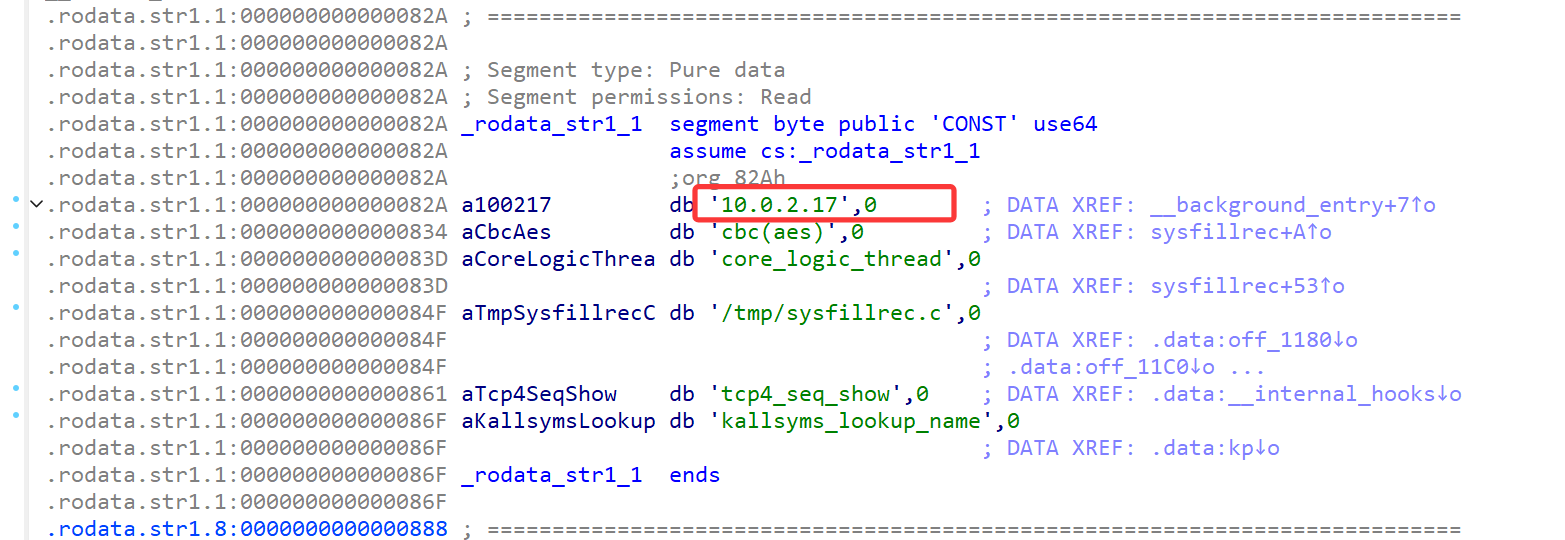 .rodata.str1.1:000000000000082A ; ===========================================================================
.rodata.str1.1:000000000000082A
.rodata.str1.1:000000000000082A ; Segment type: Pure data
.rodata.str1.1:000000000000082A ; Segment permissions: Read
.rodata.str1.1:000000000000082A _rodata_str1_1  segment byte public 'CONST' use64
.rodata.str1.1:000000000000082A                 assume cs:_rodata_str1_1
.rodata.str1.1:000000000000082A                 ;org 82Ah
.rodata.str1.1:000000000000082A a100217         db '10.0.2.17',0        ; DATA XREF: __background_entry+7↑o
.rodata.str1.1:0000000000000834 aCbcAes         db 'cbc(aes)',0         ; DATA XREF: sysfillrec+A↑o
.rodata.str1.1:000000000000083D aCoreLogicThrea db 'core_logic_thread',0
.rodata.str1.1:000000000000083D                                         ; DATA XREF: sysfillrec+53↑o
.rodata.str1.1:000000000000084F aTmpSysfillrecC db '/tmp/sysfillrec.c',0
.rodata.str1.1:000000000000084F                                         ; DATA XREF: .data:off_1180↓o
.rodata.str1.1:000000000000084F                                         ; .data:off_11C0↓o ...
.rodata.str1.1:0000000000000861 aTcp4SeqShow    db 'tcp4_seq_show',0    ; DATA XREF: .data:__internal_hooks↓o
.rodata.str1.1:000000000000086F aKallsymsLookup db 'kallsyms_lookup_name',0
.rodata.str1.1:000000000000086F                                         ; DATA XREF: .data:kp↓o
.rodata.str1.1:000000000000086F _rodata_str1_1  ends
.rodata.str1.1:000000000000086F
.rodata.str1.8:0000000000000888 ; ===========================================================================